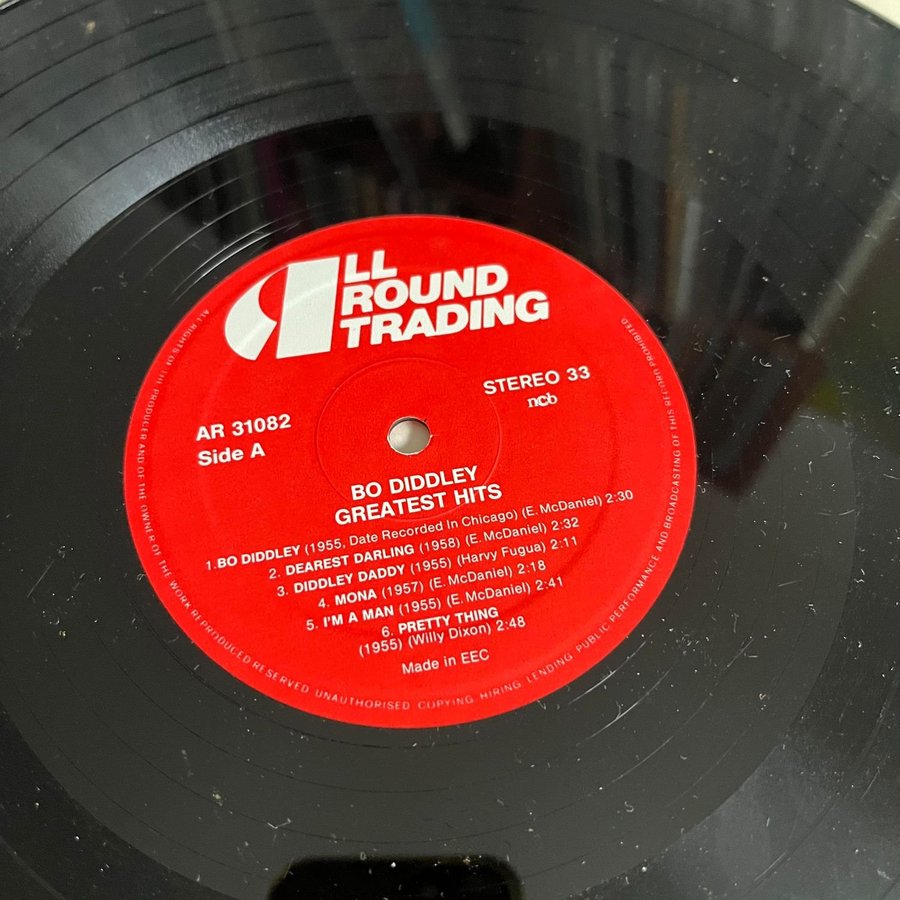 ALL
ROUND
TRADING
STEREO 33
ncb
AR 31082
Side A
BO DIDDLEY
GREATEST HITS
1. BO DIDDLEY (1955, Date Recorded In Chicago) (E. McDaniel) 2:30
2. DEAREST DARLING (1958) (E. McDaniel) 2:32
3. DIDDLEY DADDY (1955) (Harvy Fugua) 2:11
4. MONA (1957) (E. McDaniel) 2:18
5. I'M A MAN (1955) (E. McDaniel) 2:41
6. PRETTY THING
(1955) (Willy Dixon) 2:48
Made in EEC
ALL RIGHTS OF THE PRODUCER AND OF THE OWNER OF THE WORK REPRODUCED RESERVED UNAUTHORISED COPYING HIRING LENDING PUBLIC PERFORMANCE AND BROADCASTING OF THIS RECORD PROHIBITED